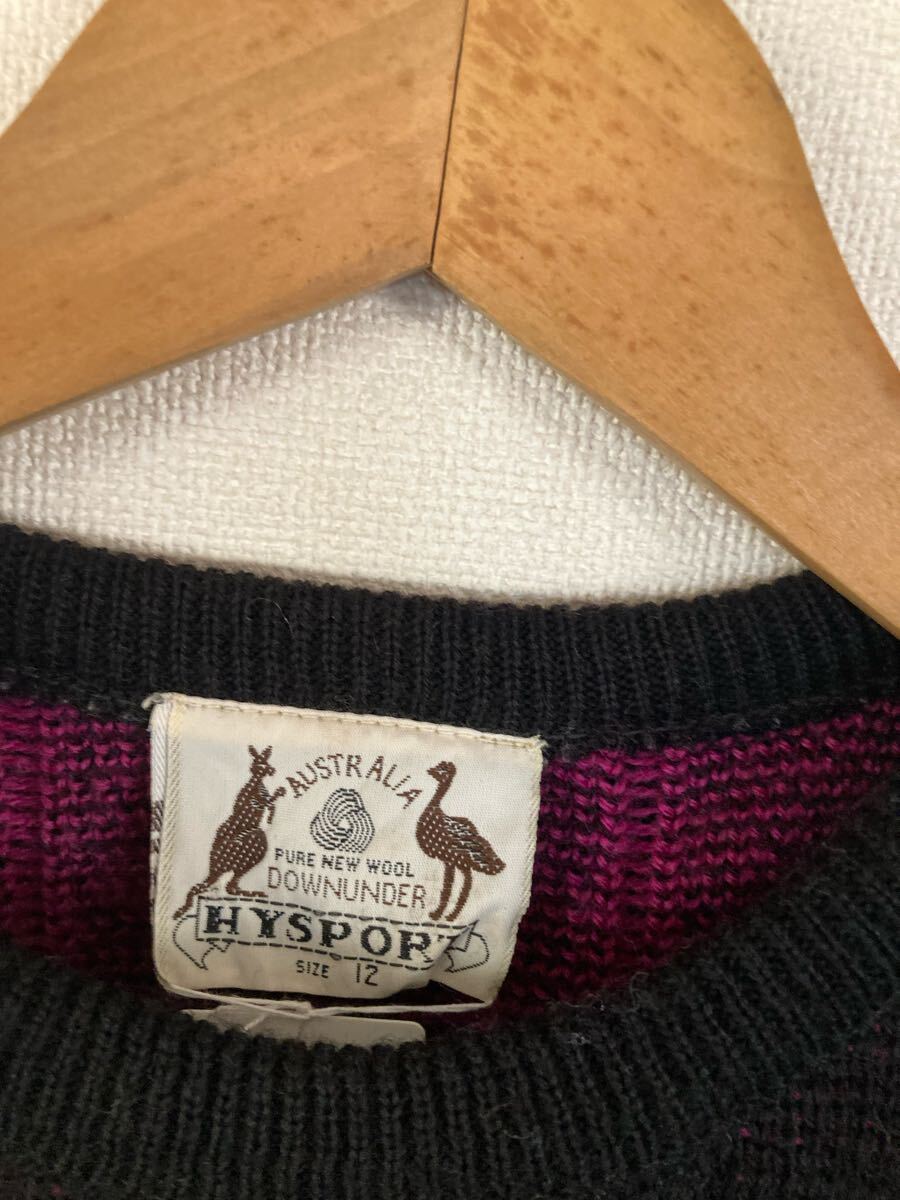 AUSTRALIA
PURE NEW WOOL
DOWNUNDER
HYSPORT
SIZE 12